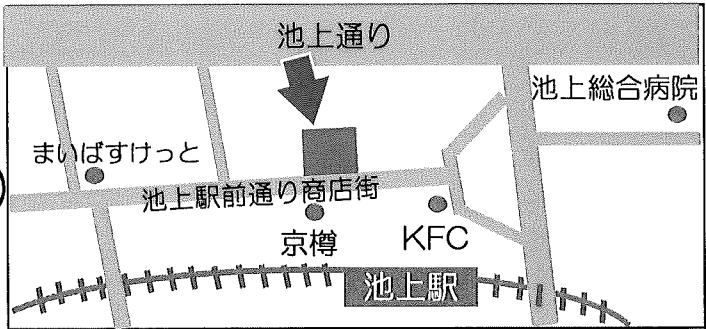 池上通り
池上総合病院
まいばすけっと
池上駅前通り商店街
京樽
KFC
池上駅